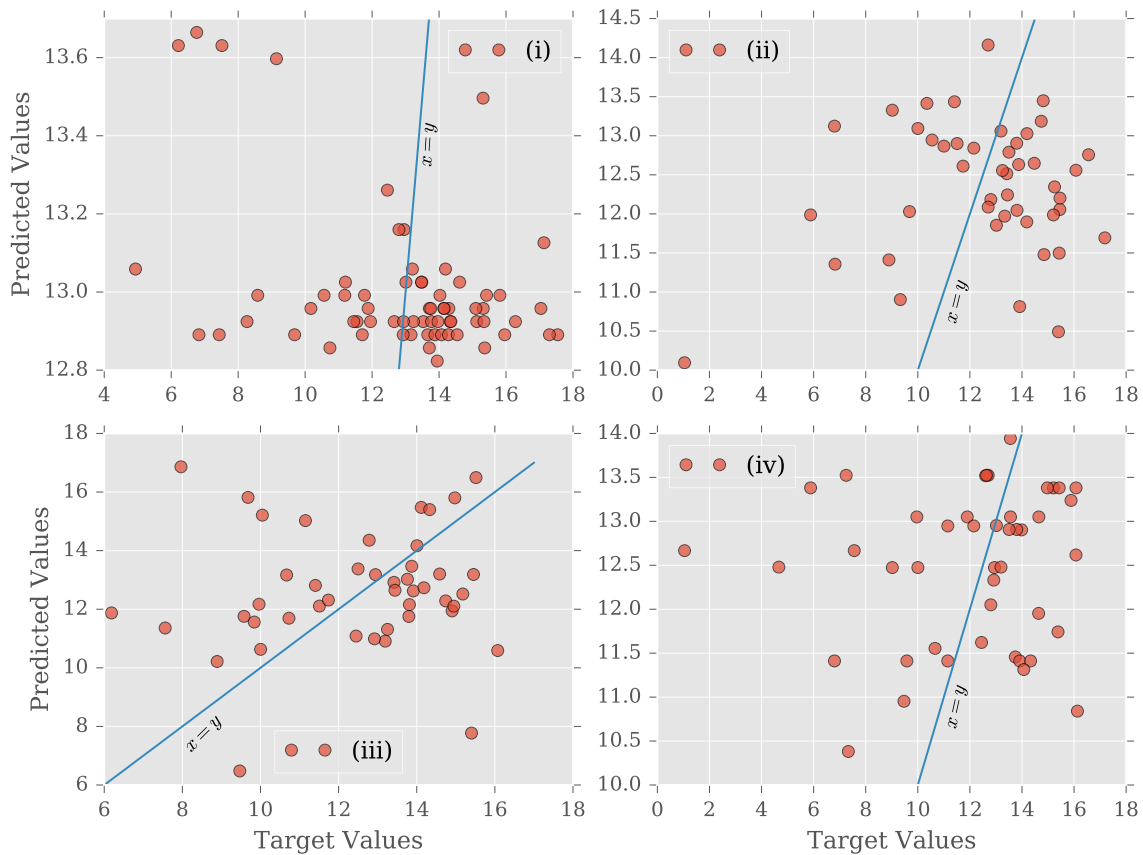 13.6
13.4
13.2
13.0
12.8
4 6 8 10 12 14 16 18
Predicted Values
x = y
(i)
14.5
14.0
13.5
13.0
12.5
12.0
11.5
11.0
10.5
10.0
0 2 4 6 8 10 12 14 16 18
x = y
(ii)
18
16
14
12
10
8
6
6 8 10 12 14 16 18
Predicted Values
Target Values
x = y
(iii)
14.0
13.5
13.0
12.5
12.0
11.5
11.0
10.5
10.0
0 2 4 6 8 10 12 14 16 18
Target Values
x = y
(iv)